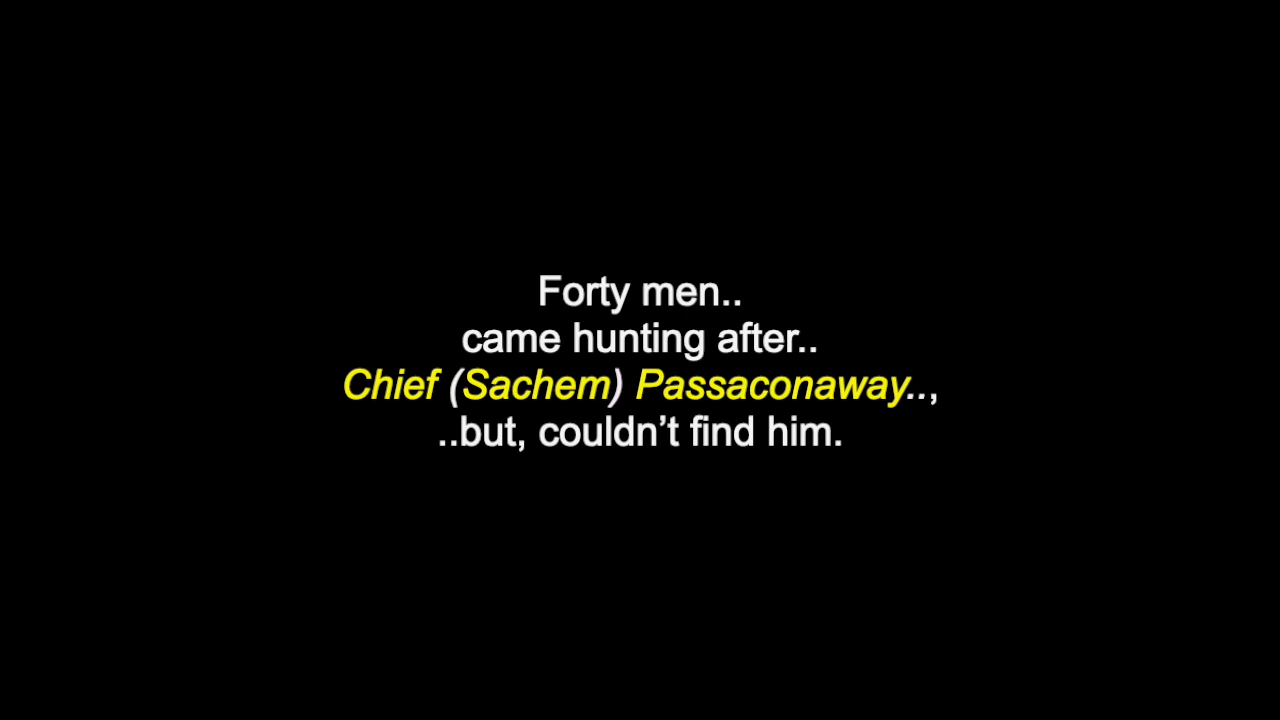 Forty men..
came hunting after..
Chief (Sachem) Passaconaway..,
..but, couldn’t find him.